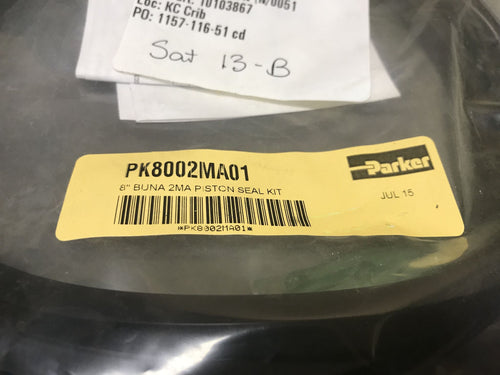 10103867
Loc: KC Crib
PO: 1157-116-51 cd
Sat 13-B
PK8002MA01
Parker
8" BUNA 2MA PISTON SEAL KIT
JUL 15
*PK8002MA01*